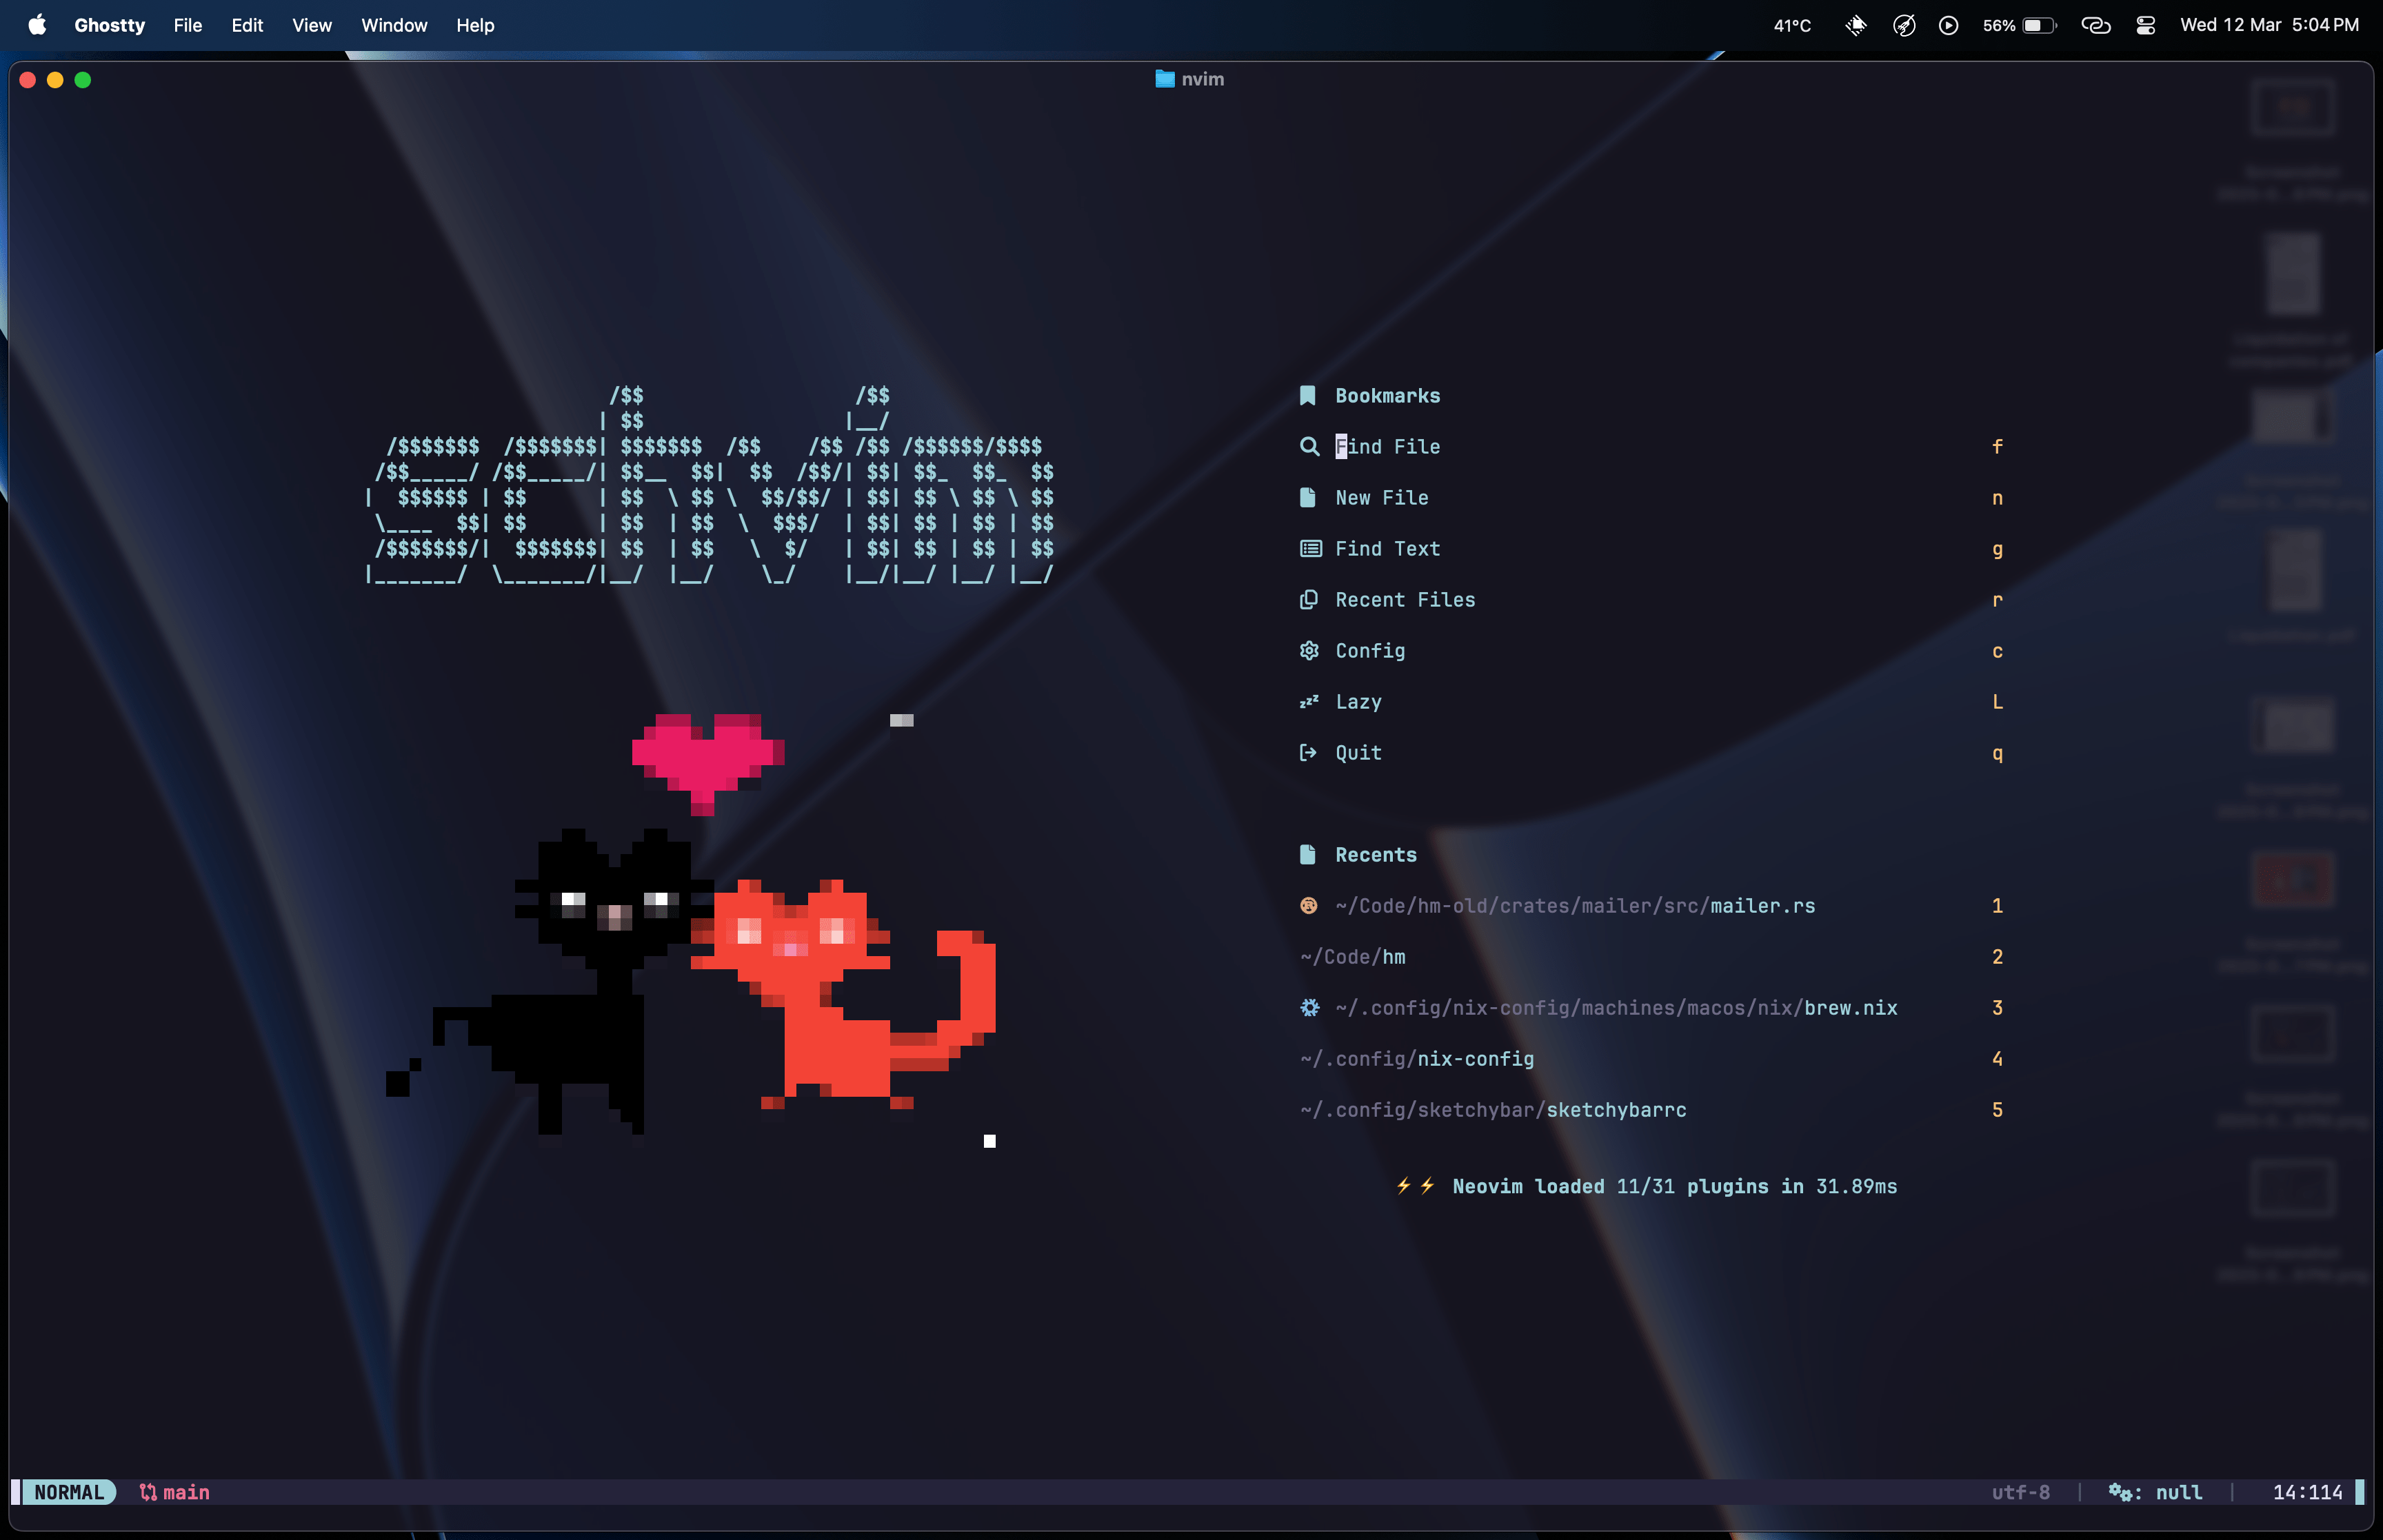 Ghostty File Edit View Window Help 41°C 56% Wed 12 Mar 5:04 PM
nvim
                     /$$                  /$$
                    | $$                 |__/
  /$$$$$$$  /$$$$$$$| $$$$$$$  /$$    /$$ /$$ /$$$$$$/$$$$
 /$$_____/ /$$_____/| $$__  $$|  $$  /$$/| $$| $$_  $$_  $$
|  $$$$$$ | $$      | $$  \ $$ \  $$/$$/ | $$| $$ \ $$ \ $$
 \____  $$| $$      | $$  | $$  \  $$$/  | $$| $$ | $$ | $$
 /$$$$$$$/|  $$$$$$$| $$  | $$   \  $/   | $$| $$ | $$ | $$
|_______/  \_______/|__/  |__/    \_/    |__/|__/ |__/ |__/
Bookmarks
Find File f
New File n
Find Text g
Recent Files r
Config c
Lazy L
Quit q
Recents
~/Code/hm-old/crates/mailer/src/mailer.rs 1
~/Code/hm 2
~/.config/nix-config/machines/macos/nix/brew.nix 3
~/.config/nix-config 4
~/.config/sketchybar/sketchybarrc 5
⚡⚡ Neovim loaded 11/31 plugins in 31.89ms
NORMAL main utf-8 | : null | 14:114